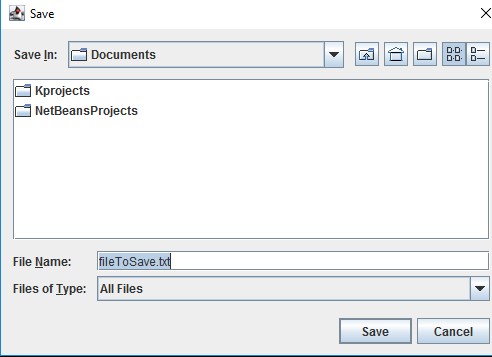 Save
Save In: Documents
Kprojects
NetBeansProjects
File Name: fileToSave.txt
Files of Type: All Files
Save Cancel